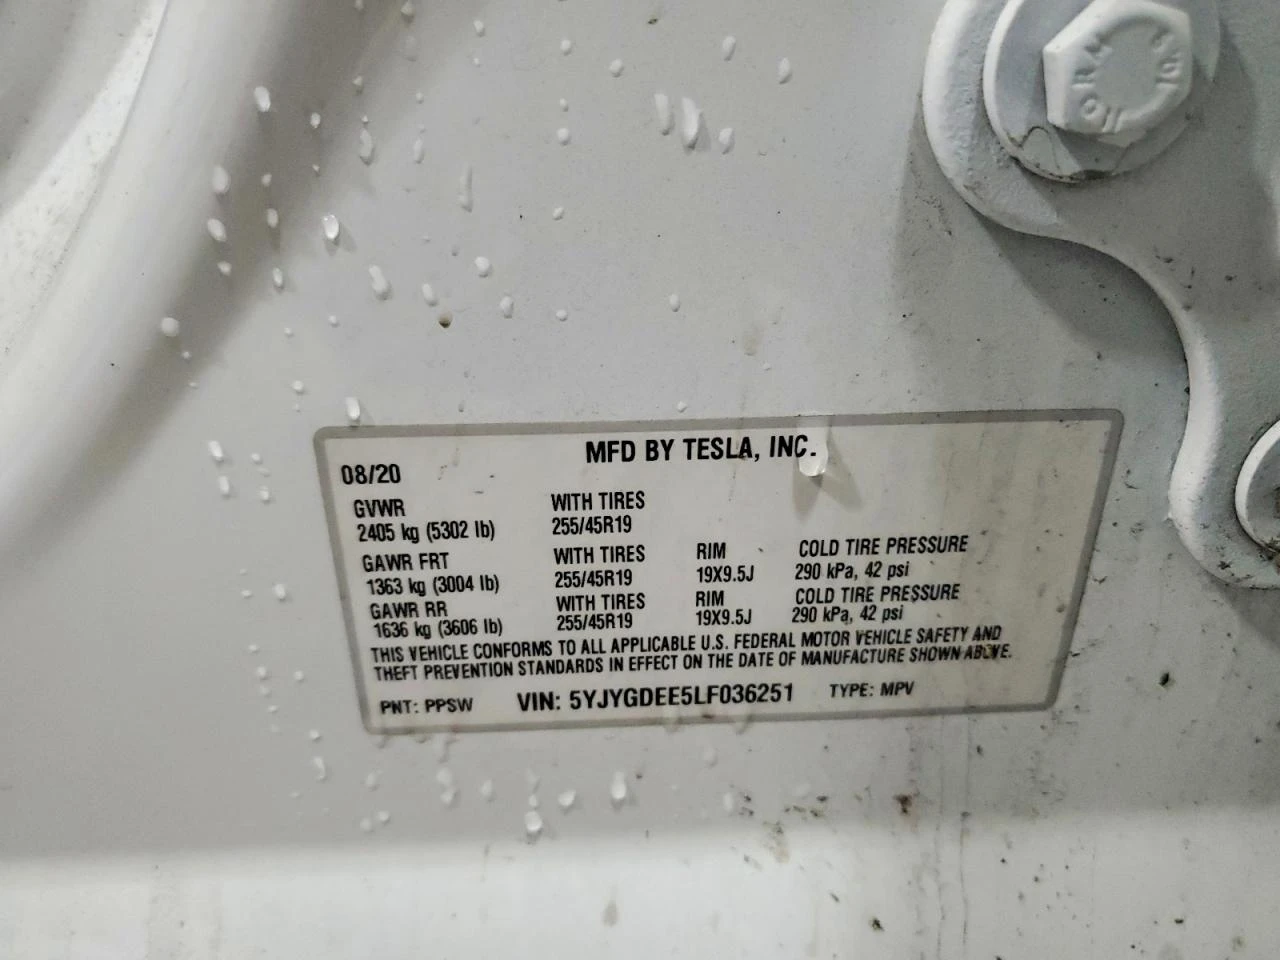 MFD BY TESLA, INC.
08/20
GVWR WITH TIRES
2405 kg (5302 lb) 255/45R19
GAWR FRT WITH TIRES RIM COLD TIRE PRESSURE
1363 kg (3004 lb) 255/45R19 19X9.5J 290 kPa, 42 psi
GAWR RR WITH TIRES RIM COLD TIRE PRESSURE
1636 kg (3606 lb) 255/45R19 19X9.5J 290 kPa, 42 psi
THIS VEHICLE CONFORMS TO ALL APPLICABLE U.S. FEDERAL MOTOR VEHICLE SAFETY AND
THEFT PREVENTION STANDARDS IN EFFECT ON THE DATE OF MANUFACTURE SHOWN ABOVE.
PNT: PPSW VIN: 5YJYGDEE5LF036251 TYPE: MPV